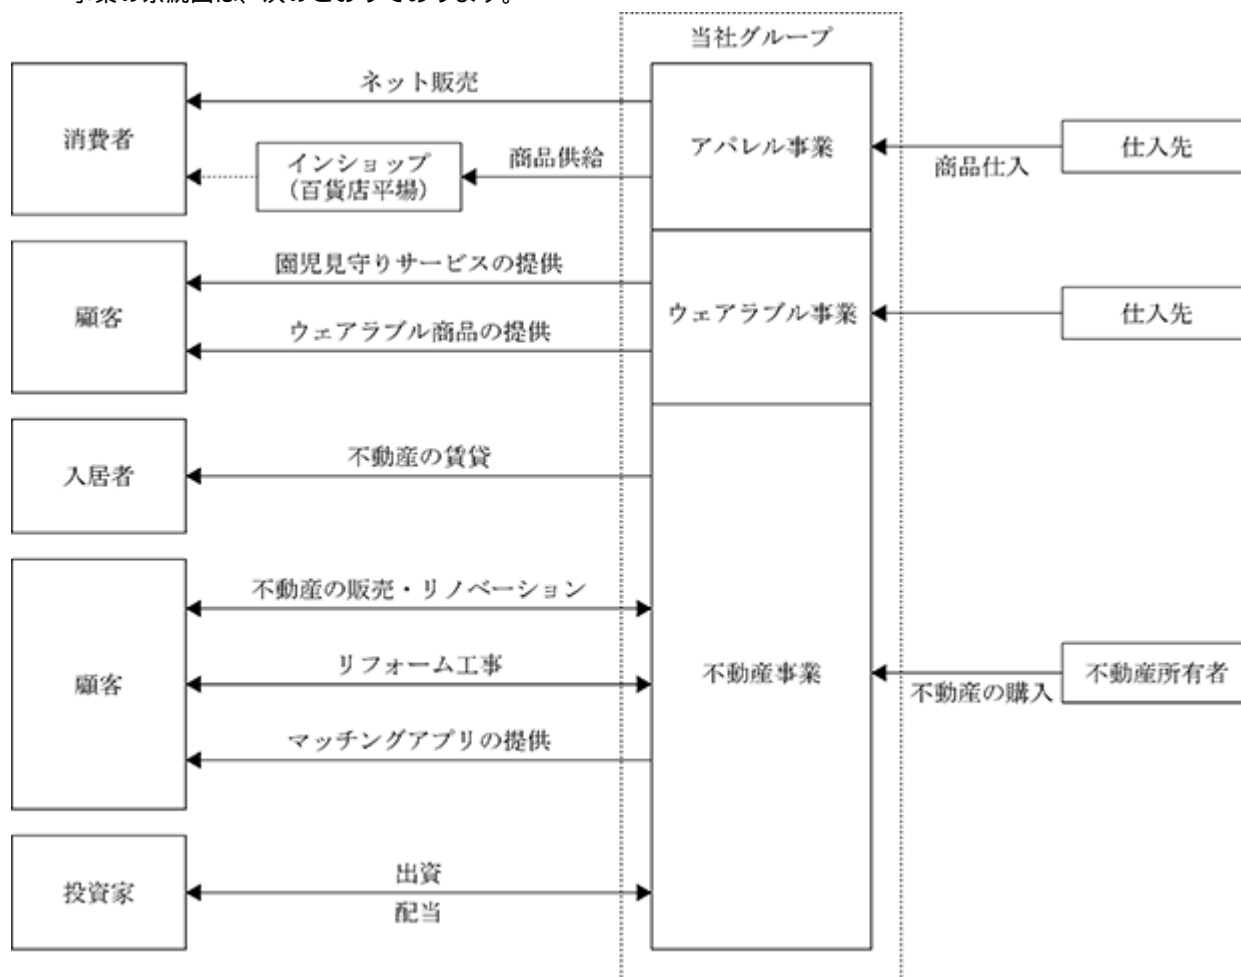 事業の系統図は、次のとおりであります。
当社グループ
ネット販売
消費者
アパレル事業
仕入先
インショップ
(百貨店平場)
商品供給
商品仕入
園児見守りサービスの提供
顧客
ウェアラブル事業
仕入先
ウェアラブル商品の提供
入居者
不動産の賃貸
不動産の販売・リノベーション
リフォーム工事
顧客
不動産事業
不動産所有者
不動産の購入
マッチングアプリの提供
投資家
出資
配当